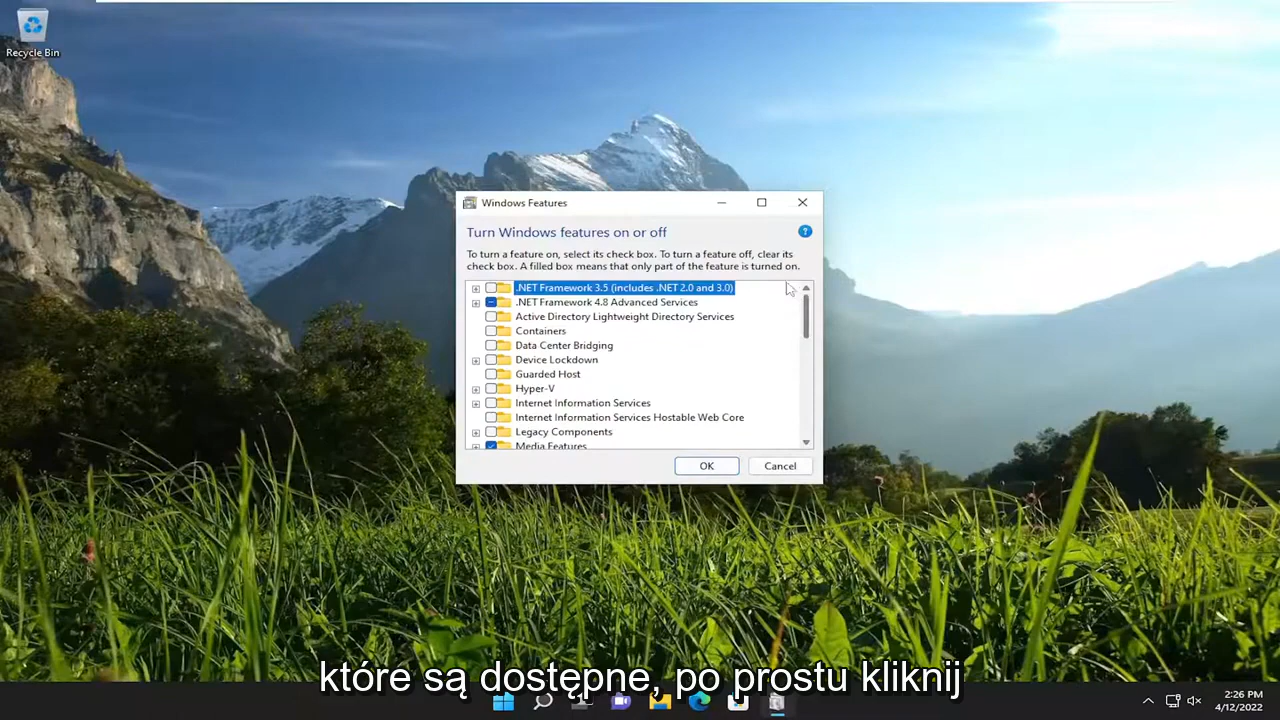 Recycle Bin
Windows Features
Turn Windows features on or off
To turn a feature on, select its check box. To turn a feature off, clear its
check box. A filled box means that only part of the feature is turned on.
.NET Framework 3.5 (includes .NET 2.0 and 3.0)
.NET Framework 4.8 Advanced Services
Active Directory Lightweight Directory Services
Containers
Data Center Bridging
Device Lockdown
Guarded Host
Hyper-V
Internet Information Services
Internet Information Services Hostable Web Core
Legacy Components
Media Features
OK
Cancel
które są dostępne, po prostu kliknij
2:26 PM
4/12/2022